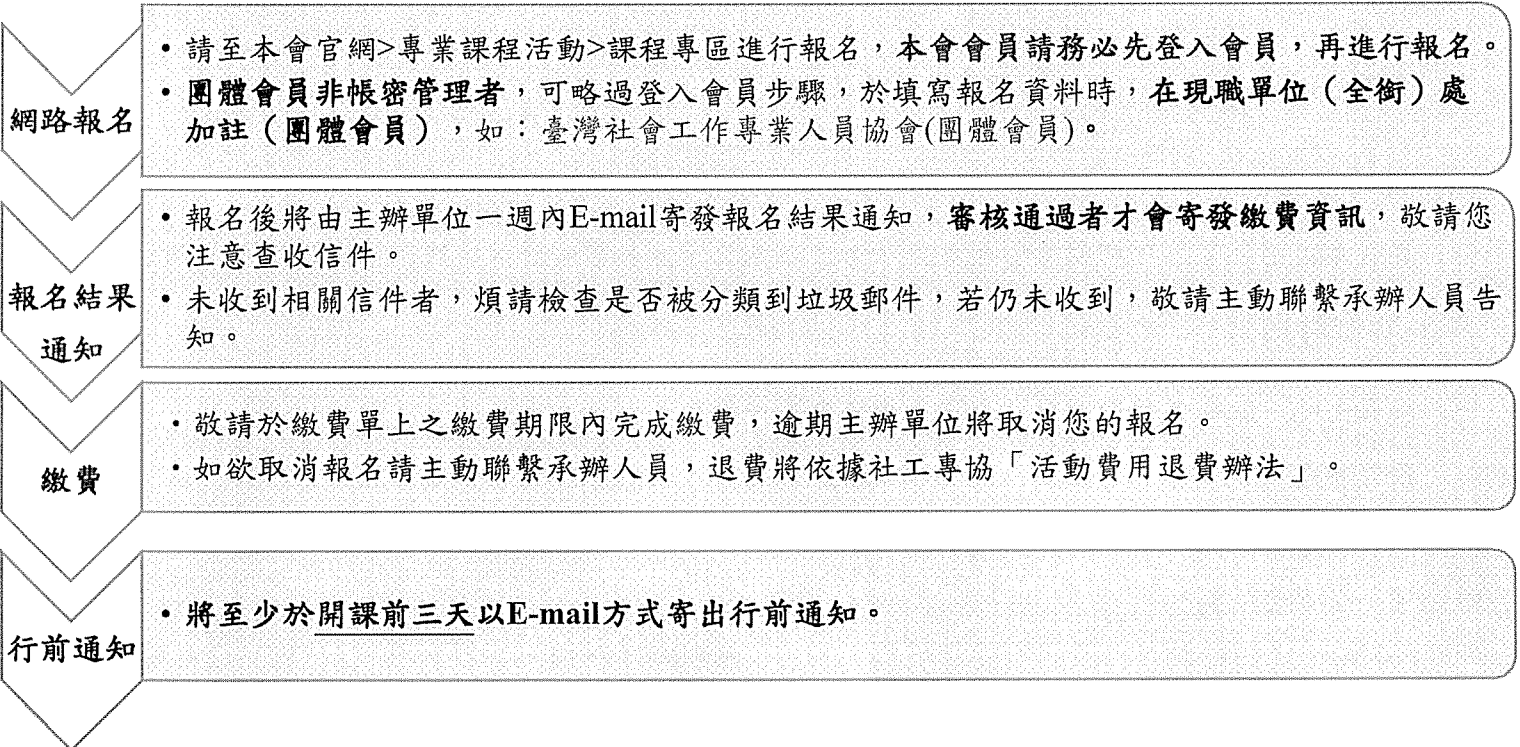 網路報名
• 請至本會官網>專業課程活動>課程專區進行報名，本會會員請務必先登入會員，再進行報名。
• 團體會員非帳密管理者，可略過登入會員步驟，於填寫報名資料時，在現職單位（全銜）處
加註（團體會員），如：臺灣社會工作專業人員協會(團體會員)。
報名結果
通知
• 報名後將由主辦單位一週內E-mail寄發報名結果通知，審核通過者才會寄發繳費資訊，敬請您
注意查收信件。
• 未收到相關信件者，煩請檢查是否被分類到垃圾郵件，若仍未收到，敬請主動聯繫承辦人員告
知。
繳費
• 敬請於繳費單上之繳費期限內完成繳費，逾期主辦單位將取消您的報名。
• 如欲取消報名請主動聯繫承辦人員，退費將依據社工專協「活動費用退費辦法」。
行前通知
• 將至少於開課前三天以E-mail方式寄出行前通知。